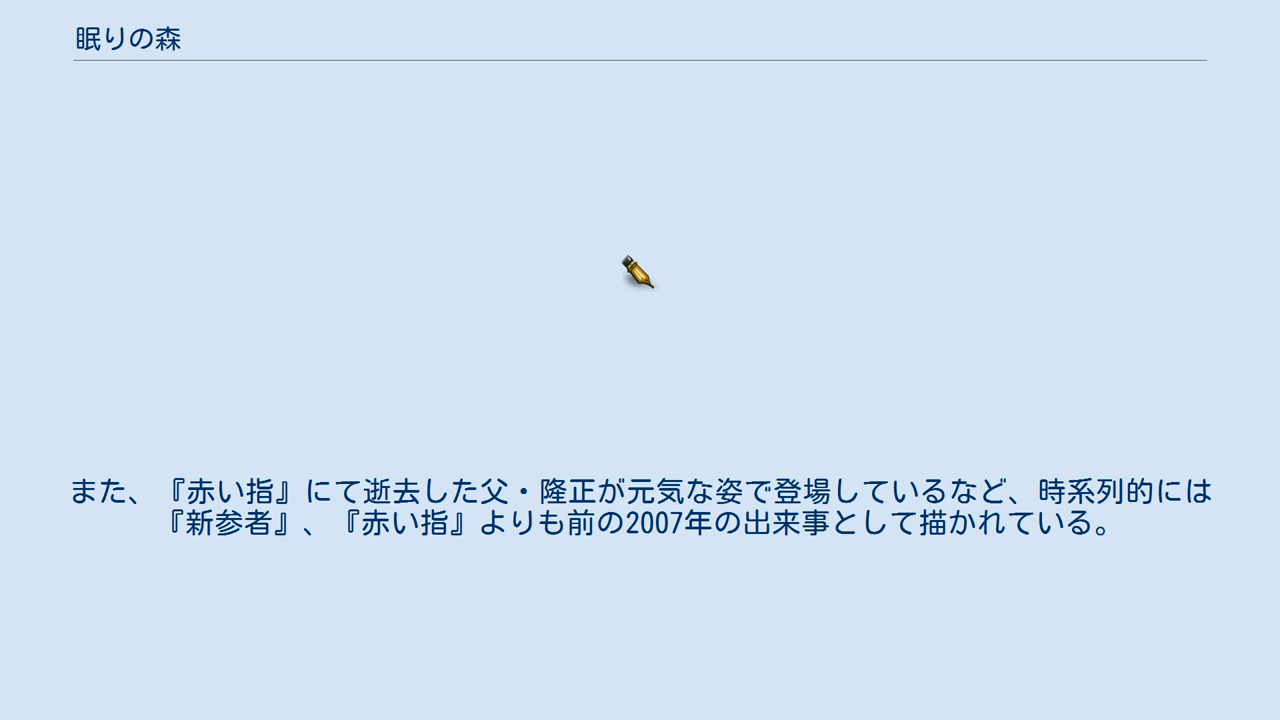 眠りの森
また、『赤い指』にて逝去した父・隆正が元気な姿で登場しているなど、時系列的には
『新参者』、『赤い指』よりも前の2007年の出来事として描かれている。